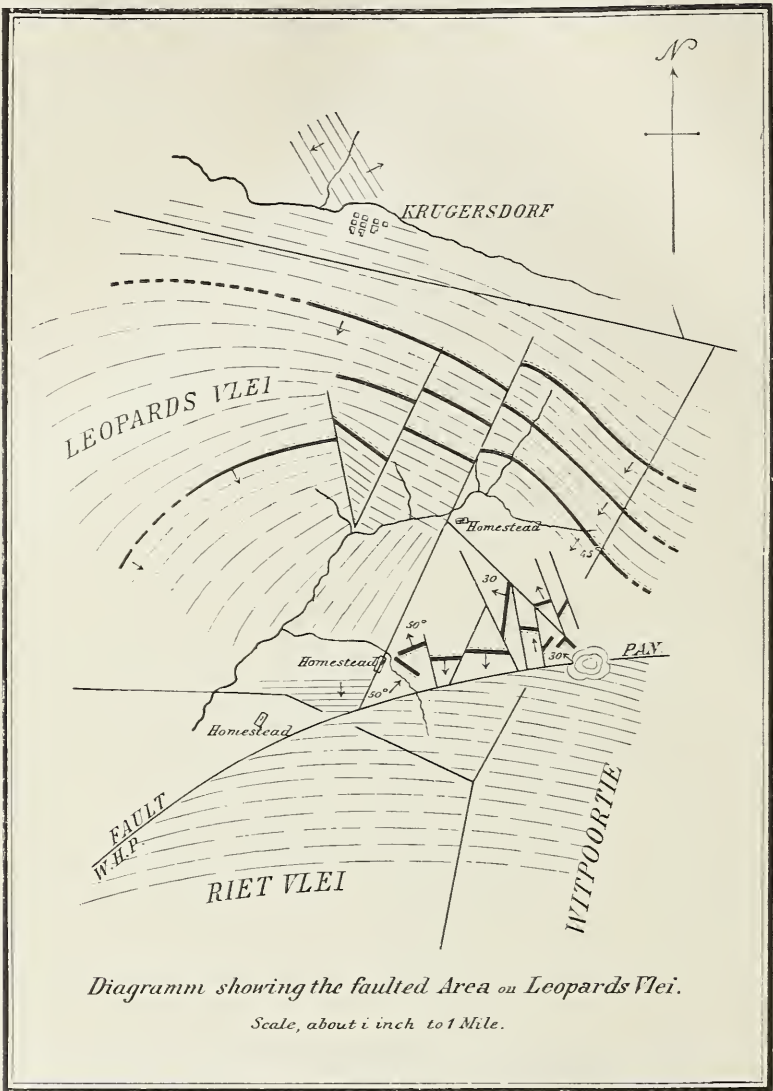 N
KRUGERSDORF
LEOPARDS VLEI
Homestead
45
30
50°
Homestead
30
PAN.
50°
Homestead
FAULT
W.H.P.
RIET VLEI
WITPOORTIE
Diagramm showing the faulted Area on Leopards Vlei.
Scale, about i inch to 1 Mile.